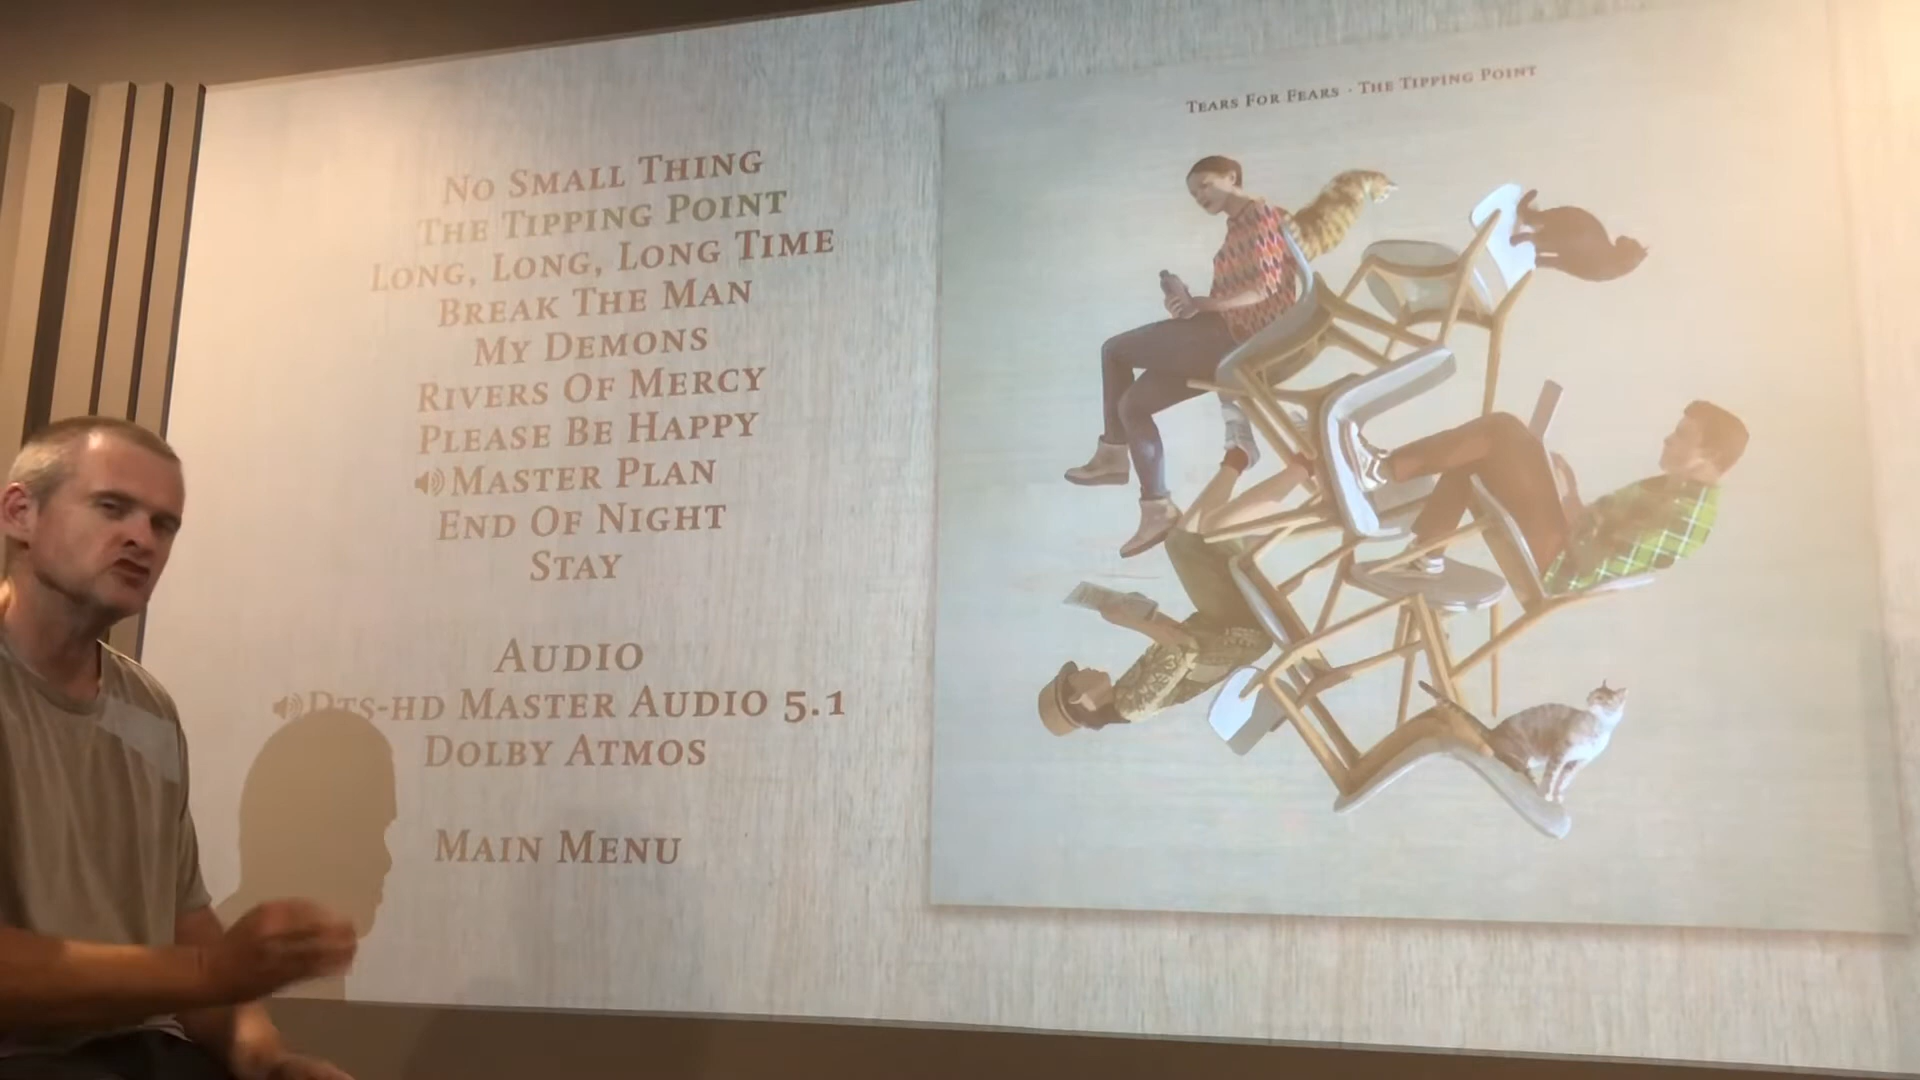 Tears For Fears · The Tipping Point
No Small Thing
The Tipping Point
Long, Long, Long Time
Break The Man
My Demons
Rivers Of Mercy
Please Be Happy
Master Plan
End Of Night
Stay
Audio
Dts-HD Master Audio 5.1
Dolby Atmos
Main Menu